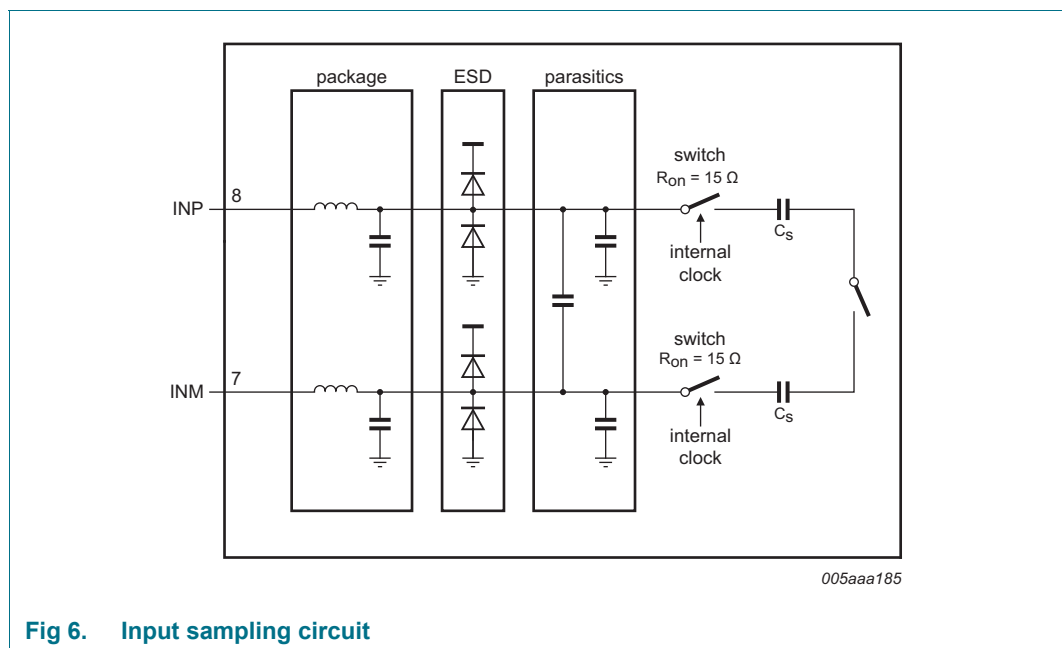 package ESD parasitics
switch
Ron = 15 Ω
8
INP
Cs
internal
clock
switch
Ron = 15 Ω
7
INM
Cs
internal
clock
005aaa185
Fig 6. Input sampling circuit